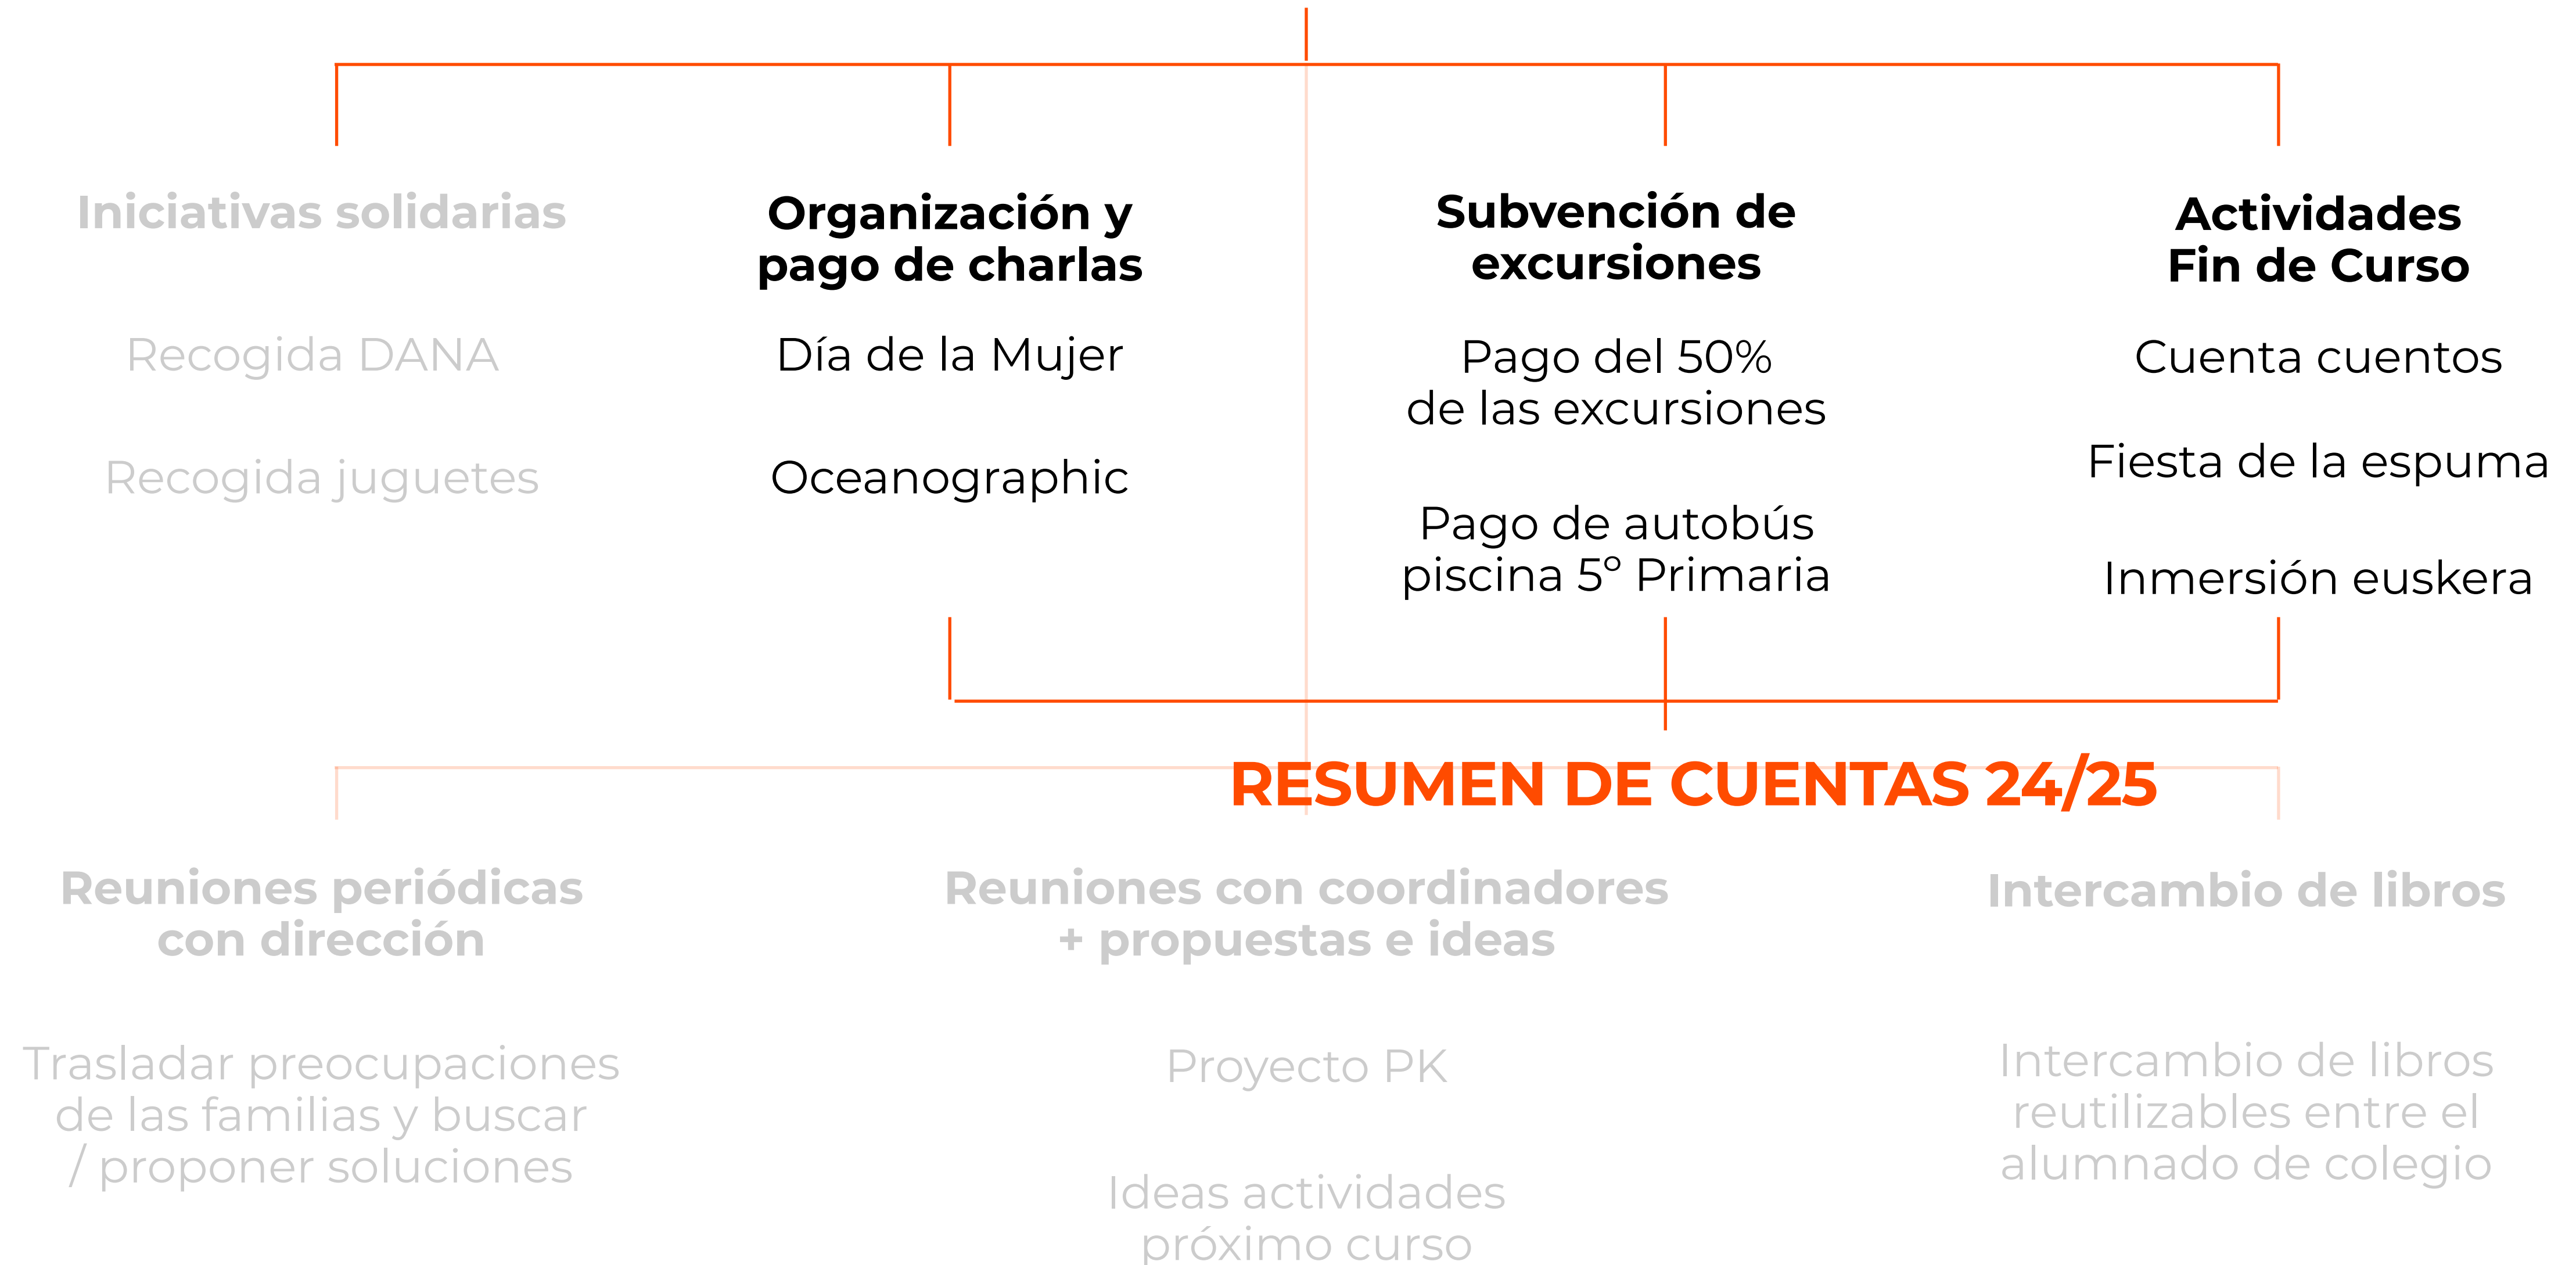 Iniciativas solidarias
Recogida DANA
Recogida juguetes
Organización y
pago de charlas
Día de la Mujer
Oceanographic
Subvención de
excursiones
Pago del 50%
de las excursiones
Pago de autobús
piscina 5º Primaria
Actividades
Fin de Curso
Cuenta cuentos
Fiesta de la espuma
Inmersión euskera
RESUMEN DE CUENTAS 24/25
Reuniones periódicas
con dirección
Trasladar preocupaciones
de las familias y buscar
/ proponer soluciones
Reuniones con coordinadores
+ propuestas e ideas
Proyecto PK
Ideas actividades
próximo curso
Intercambio de libros
Intercambio de libros
reutilizables entre el
alumnado de colegio